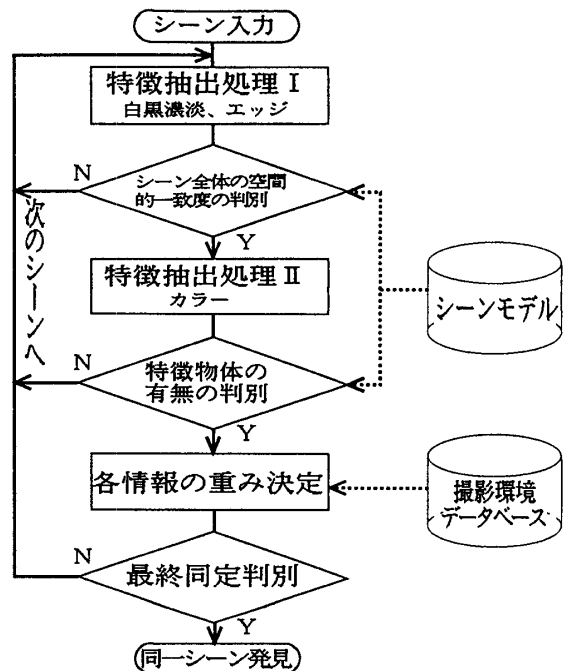 シーン入力
特徴抽出処理Ⅰ
白黒濃淡、エッジ
N
シーン全体の空間
的一致度の判別
Y
次のシーンへ
特徴抽出処理Ⅱ
カラー
シーンモデル
N
特徴物体の
有無の判別
Y
各情報の重み決定
撮影環境
データベース
N
最終同定判別
Y
同一シーン発見